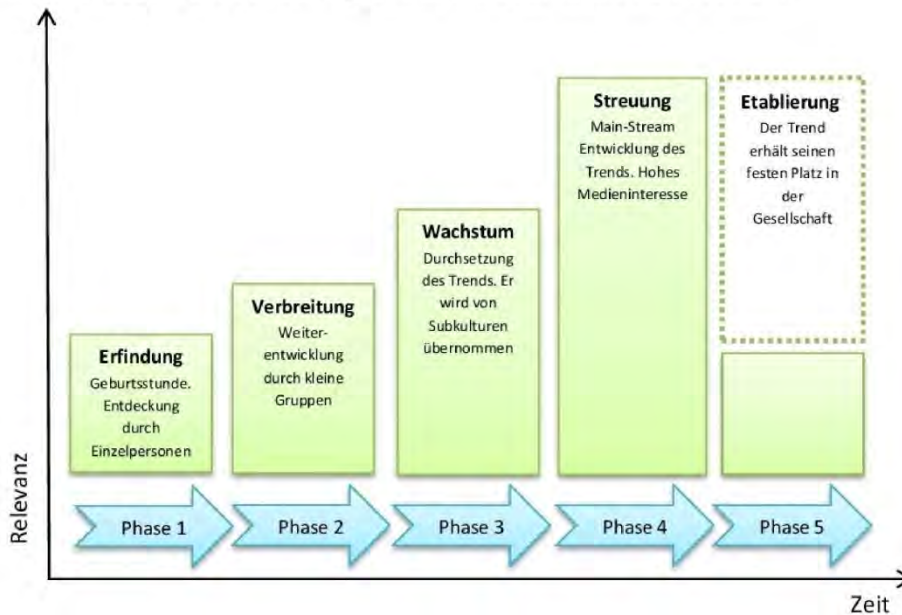 Erfindung
Geburtsstunde.
Entdeckung
durch
Einzelpersonen
Verbreitung
Weiter-
entwicklung
durch kleine
Gruppen
Wachstum
Durchsetzung
des Trends. Er
wird von
Subkulturen
übernommen
Streuung
Main-Stream
Entwicklung des
Trends. Hohes
Medieninteresse
Etablierung
Der Trend
erhält seinen
festen Platz in
der
Gesellschaft
Relevanz
Phase 1
Phase 2
Phase 3
Phase 4
Phase 5
Zeit